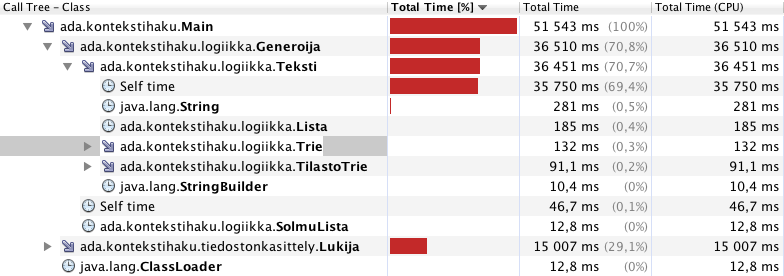 Call Tree - Class Total Time [%] Total Time Total Time (CPU)
ada.kontekstihaku.Main 51 543 ms (100%) 51 543 ms
ada.kontekstihaku.logiikka.Generoija 36 510 ms (70,8%) 36 510 ms
ada.kontekstihaku.logiikka.Teksti 36 451 ms (70,7%) 36 451 ms
Self time 35 750 ms (69,4%) 35 750 ms
java.lang.String 281 ms (0,5%) 281 ms
ada.kontekstihaku.logiikka.Lista 185 ms (0,4%) 185 ms
ada.kontekstihaku.logiikka.Trie 132 ms (0,3%) 132 ms
ada.kontekstihaku.logiikka.TilastoTrie 91,1 ms (0,2%) 91,1 ms
java.lang.StringBuilder 10,4 ms (0%) 10,4 ms
Self time 46,7 ms (0,1%) 46,7 ms
ada.kontekstihaku.logiikka.SolmuLista 12,8 ms (0%) 12,8 ms
ada.kontekstihaku.tiedostonkasittely.Lukija 15 007 ms (29,1%) 15 007 ms
java.lang.ClassLoader 12,8 ms (0%) 12,8 ms